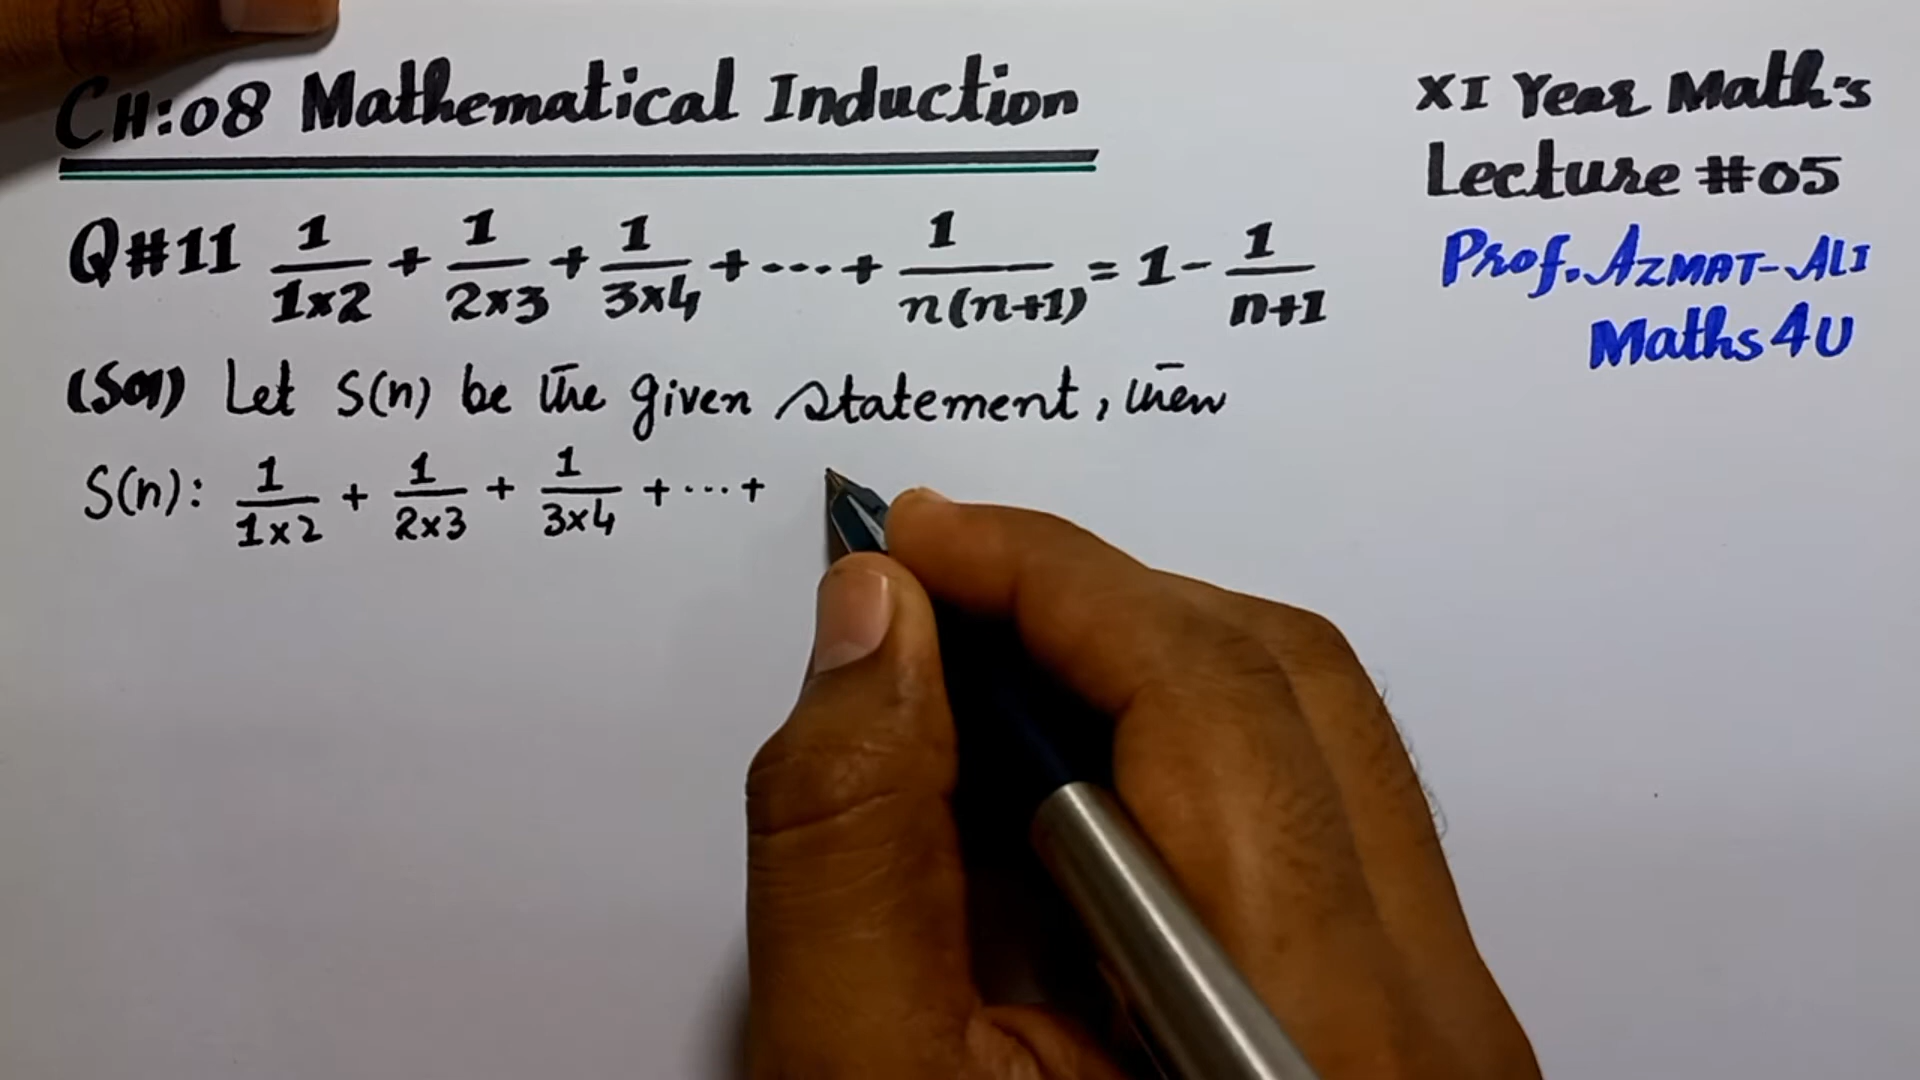 CH:08 Mathematical Induction
XI Year Math's
Lecture #05
Prof. AZMAT-ALI
Maths 4U
Q#11 1/(1×2) + 1/(2×3) + 1/(3×4) + ... + 1/(n(n+1)) = 1 - 1/(n+1)
(Sol) Let S(n) be the given statement, then
S(n): 1/(1×2) + 1/(2×3) + 1/(3×4) + ... +